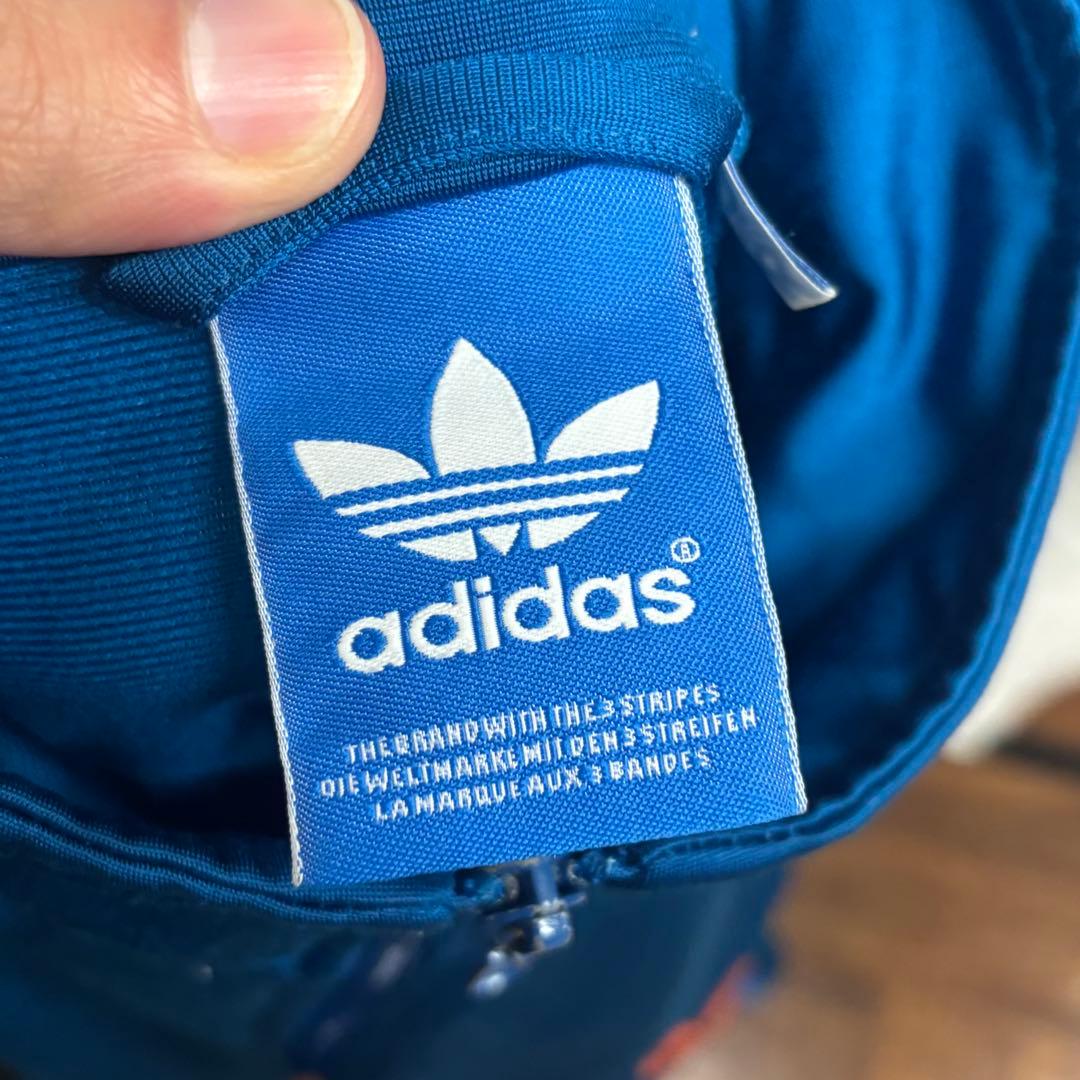 adidas®
THE BRAND WITH THE 3 STRIPES
DIE WELTMARKE MIT DEN 3 STREIFEN
LA MARQUE AUX 3 BANDES